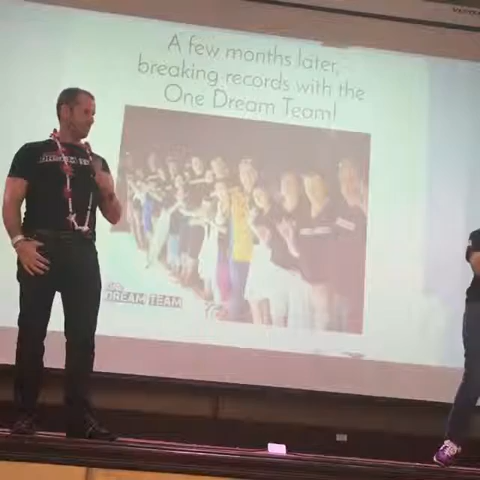 A few months later,
breaking records with the
One Dream Team!
DREAM TEAM